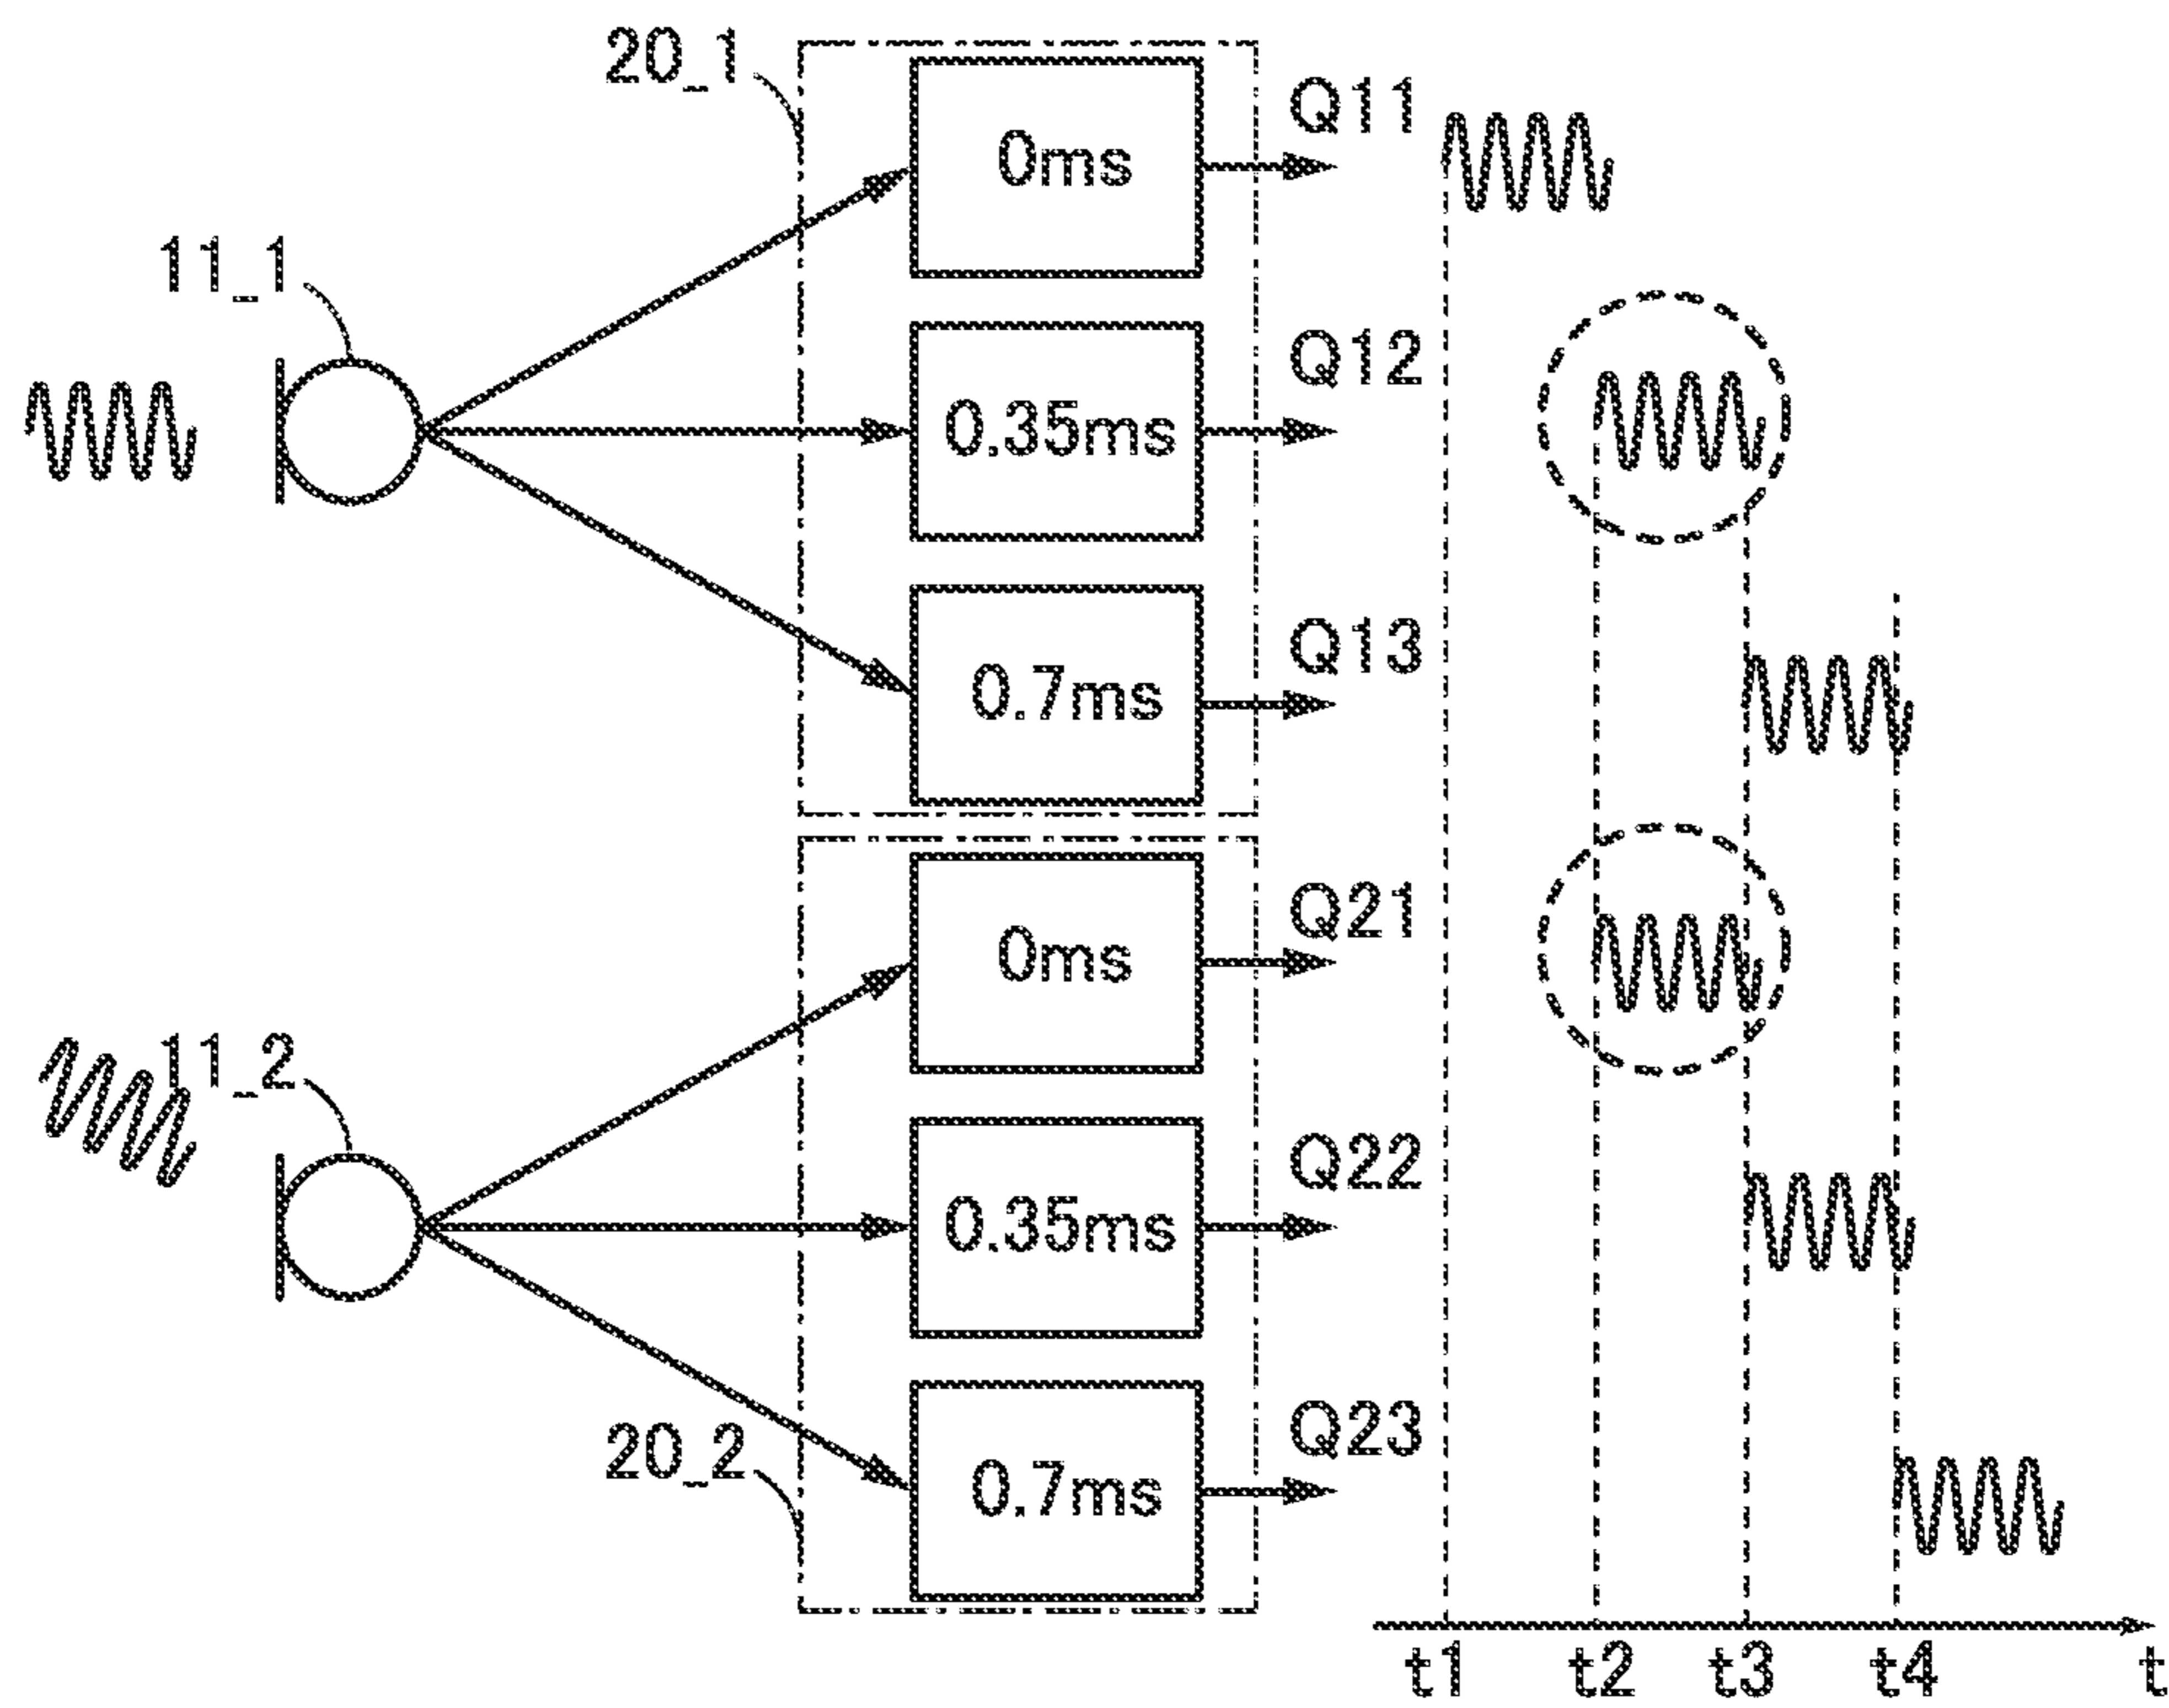 20_1
0ms
Q11
11_1
0.35ms
Q12
0.7ms
Q13
0ms
Q21
11_2
0.35ms
Q22
20_2
0.7ms
Q23
t1 t2 t3 t4 t